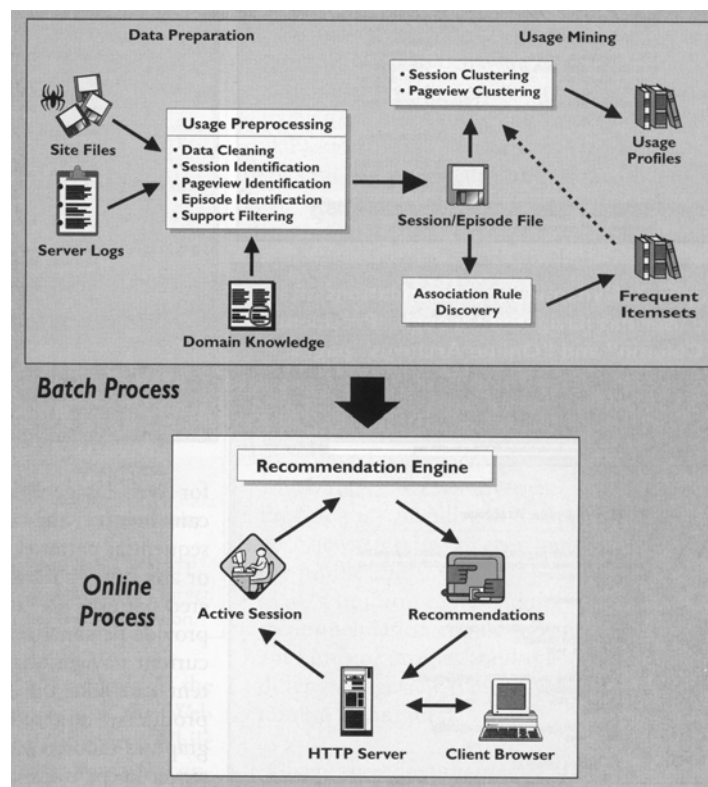 Data Preparation
Usage Mining
Site Files
Server Logs
Usage Preprocessing
• Data Cleaning
• Session Identification
• Pageview Identification
• Episode Identification
• Support Filtering
Domain Knowledge
• Session Clustering
• Pageview Clustering
Session/Episode File
Association Rule
Discovery
Usage
Profiles
Frequent
Itemsets
Batch Process
Recommendation Engine
Online
Process
Active Session
Recommendations
HTTP Server
Client Browser